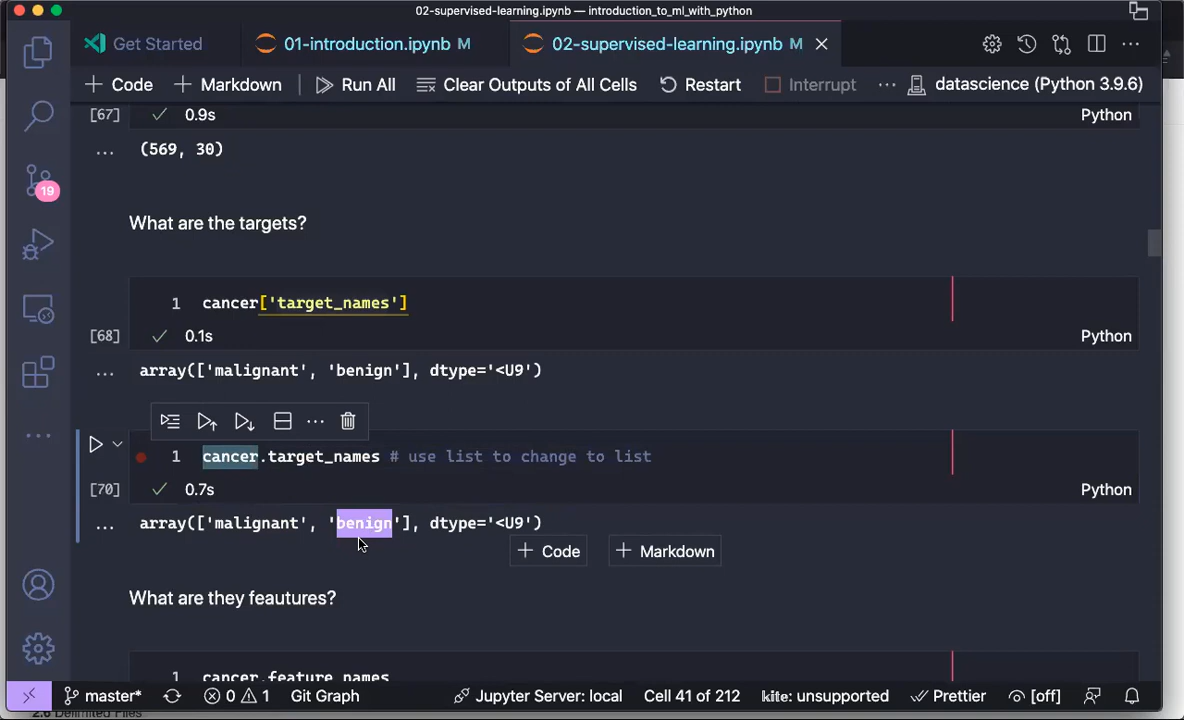 02-supervised-learning.ipynb — introduction_to_ml_with_python
Get Started
01-introduction.ipynb M
02-supervised-learning.ipynb M
Code
Markdown
Run All
Clear Outputs of All Cells
Restart
Interrupt
datascience (Python 3.9.6)
[67]
0.9s
Python
(569, 30)
19
What are the targets?
1 cancer['target_names']
[68]
0.1s
Python
array(['malignant', 'benign'], dtype='<U9')
1 cancer.target_names # use list to change to list
[70]
0.7s
Python
array(['malignant', 'benign'], dtype='<U9')
Code
Markdown
What are they feautures?
1 cancer.feature_names
master*
0
1
Git Graph
Jupyter Server: local
Cell 41 of 212
kite: unsupported
Prettier
[off]
2.6 Delimited Files